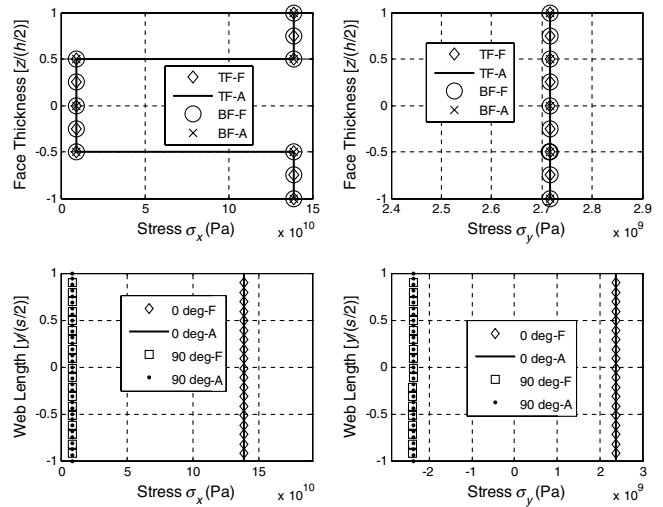 1
0.5
0
-0.5
-1
Face Thickness [z/(h/2)]
TF-F
TF-A
BF-F
BF-A
0
5
10
15
Stress σx (Pa)
x 10^10
1
0.5
0
-0.5
-1
Face Thickness [z/(h/2)]
TF-F
TF-A
BF-F
BF-A
2.4
2.5
2.6
2.7
2.8
2.9
Stress σy (Pa)
x 10^9
1
0.5
0
-0.5
-1
Web Length [y/(s/2)]
0 deg-F
0 deg-A
90 deg-F
90 deg-A
0
5
10
15
Stress σx (Pa)
x 10^10
1
0.5
0
-0.5
-1
Web Length [y/(s/2)]
0 deg-F
0 deg-A
90 deg-F
90 deg-A
-2
-1
0
1
2
3
Stress σy (Pa)
x 10^9